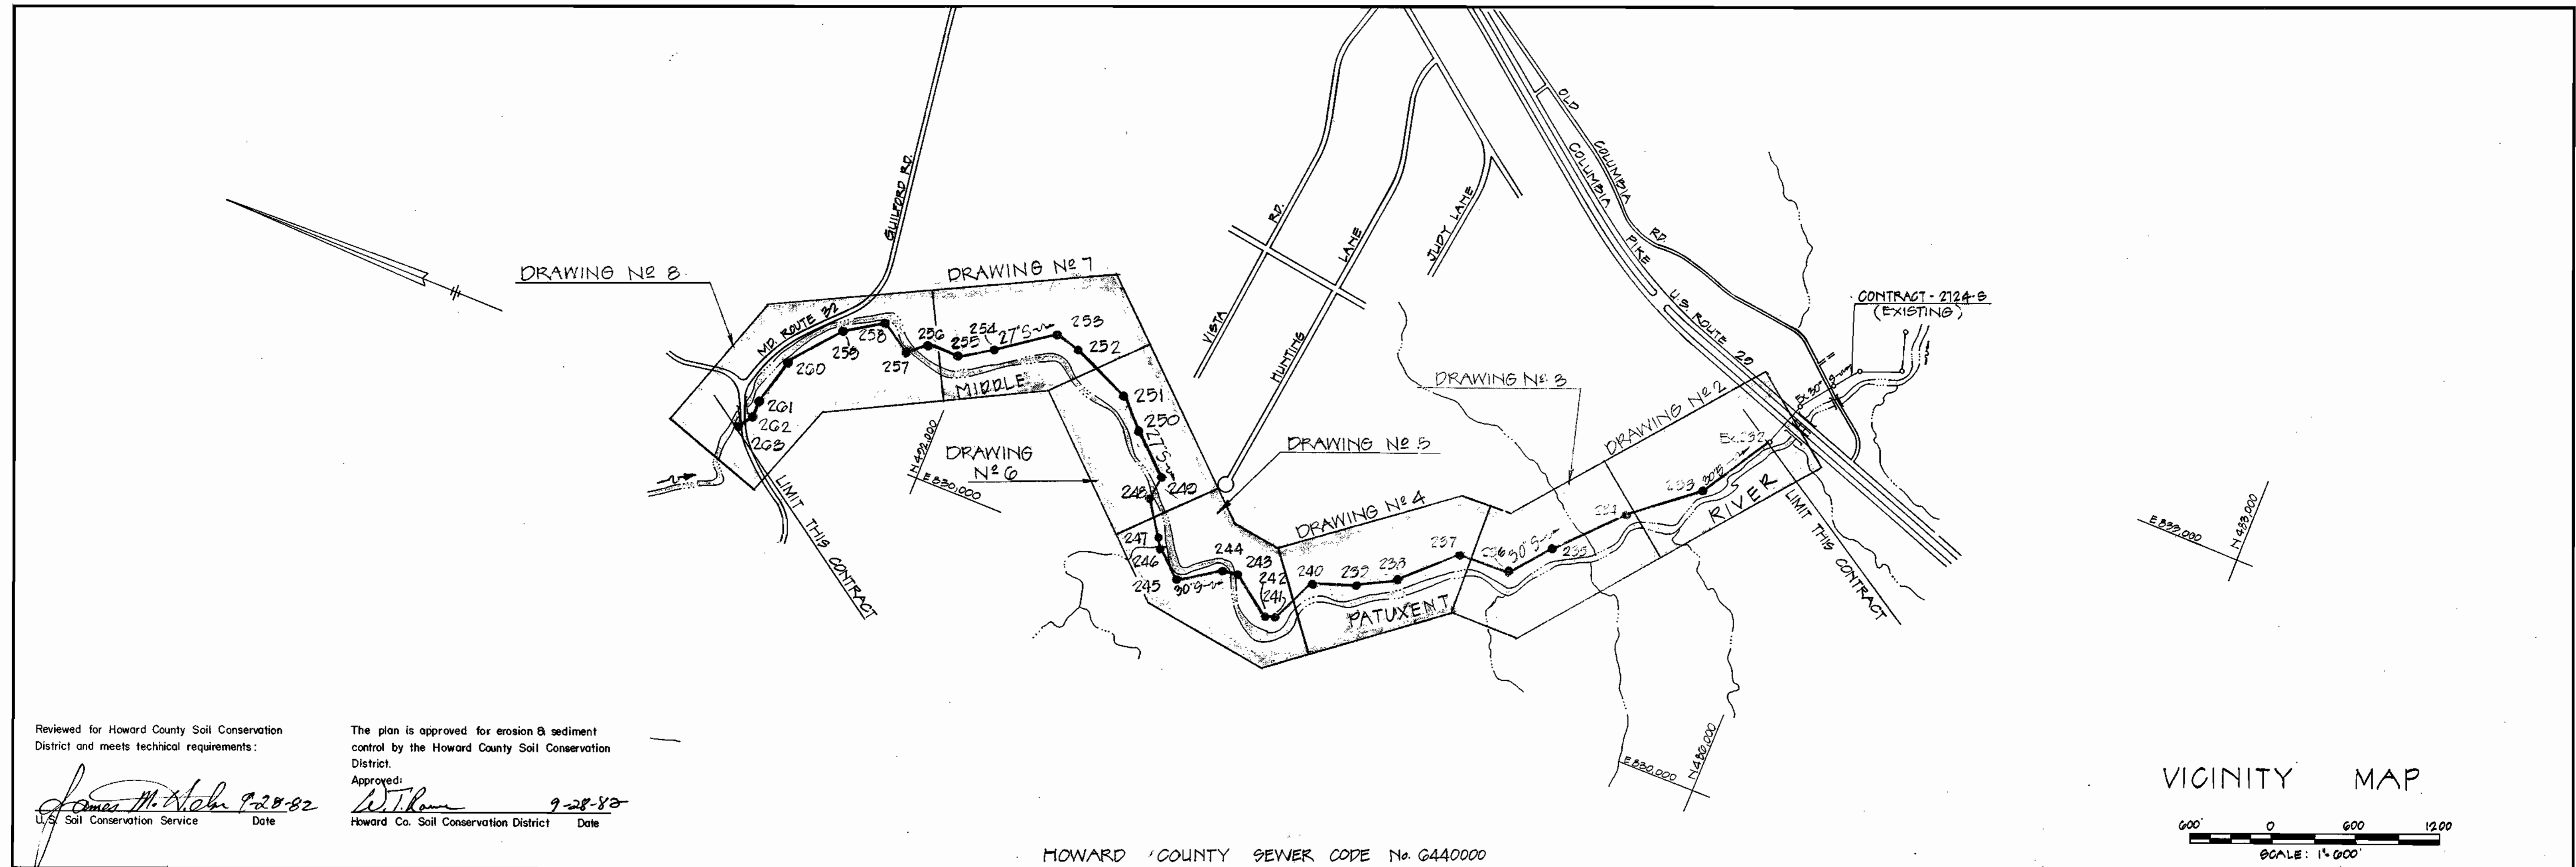 GUILFORD RD.
OLD COLUMBIA RD.
COLUMBIA PIKE
U.S. ROUTE 29
VISTA RD.
HUNTING LANE
JUDY LANE
DRAWING Nº 8
DRAWING Nº 7
MD. ROUTE 32
CONTRACT - 2724-S
(EXISTING)
253
254
27"S
256
255
252
258
259
257
260
MIDDLE
251
261
262
263
250
27"S
249
248
DRAWING Nº 3
DRAWING Nº 2
Ex. 30" S
Ex. 232
DRAWING Nº 5
DRAWING
Nº 6
N 492,000
E 830,000
LIMIT THIS CONTRACT
DRAWING Nº 4
233
30"S
234
RIVER
LIMIT THIS CONTRACT
E 833,000
N 483,000
247
246
245
30"S
244
243
242
241
240
239
238
237
236
30"S
235
PATUXENT
E 830,000
N 486,000
Reviewed for Howard County Soil Conservation
District and meets technical requirements:
James M. 9-28-82
U.S. Soil Conservation Service Date
The plan is approved for erosion & sediment
control by the Howard County Soil Conservation
District.
Approved:
W.T. 9-28-82
Howard Co. Soil Conservation District Date
VICINITY MAP
600' 0 600 1200
SCALE: 1"=600'
HOWARD COUNTY SEWER CODE No. 6440000